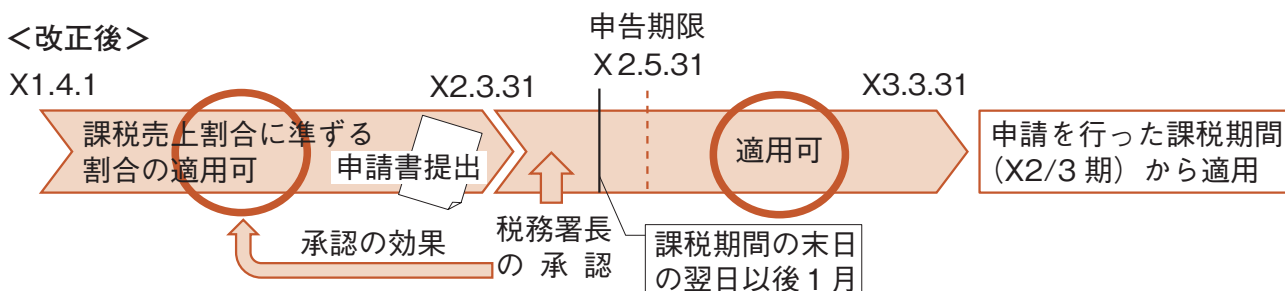 <改正後>
申告期限
X1.4.1
X2.3.31
X2.5.31
X3.3.31
課税売上割合に準ずる
割合の適用可
申請書提出
適用可
申請を行った課税期間
(X2/3 期) から適用
承認の効果
税務署長
の 承 認
課税期間の末日
の翌日以後1月